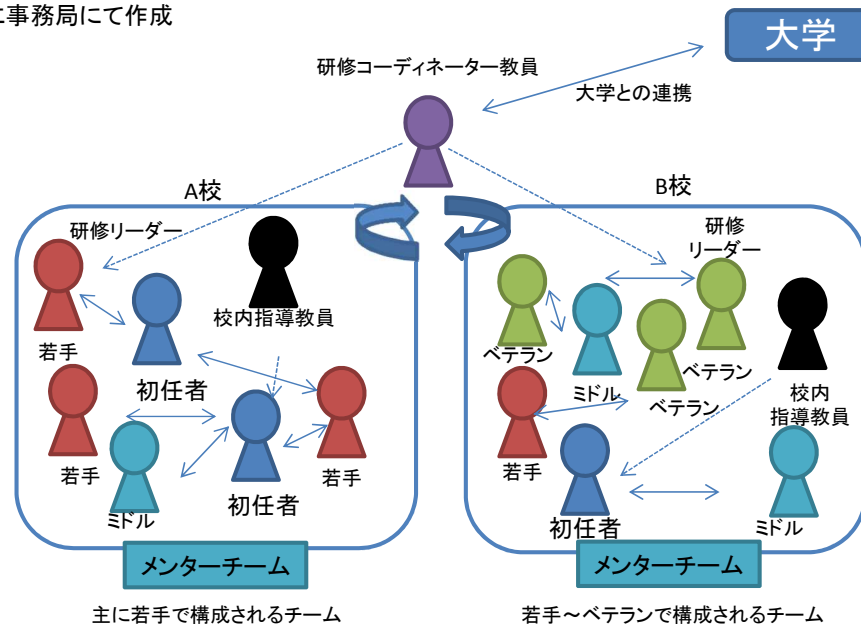 に事務局にて作成
大学
研修コーディネーター教員
大学との連携
A校
B校
研修リーダー
研修
リーダー
校内指導教員
若手
初任者
ベテラン
ミドル
ベテラン
ベテラン
校内
指導教員
若手
ミドル
初任者
若手
若手
初任者
ミドル
メンターチーム
メンターチーム
主に若手で構成されるチーム
若手～ベテランで構成されるチーム